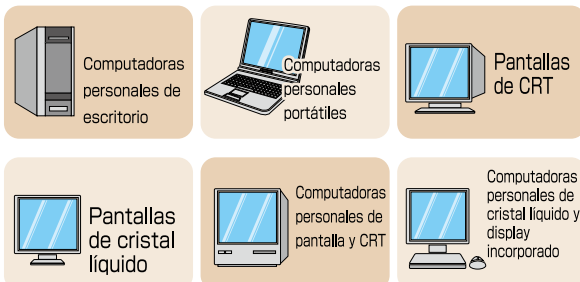 Computadoras
personales de
escritorio
Computadoras
personales
portátiles
Pantallas
de CRT
Pantallas
de cristal
líquido
Computadoras
personales de
pantalla y CRT
Computadoras
personales de
cristal líquido y
display
incorporado